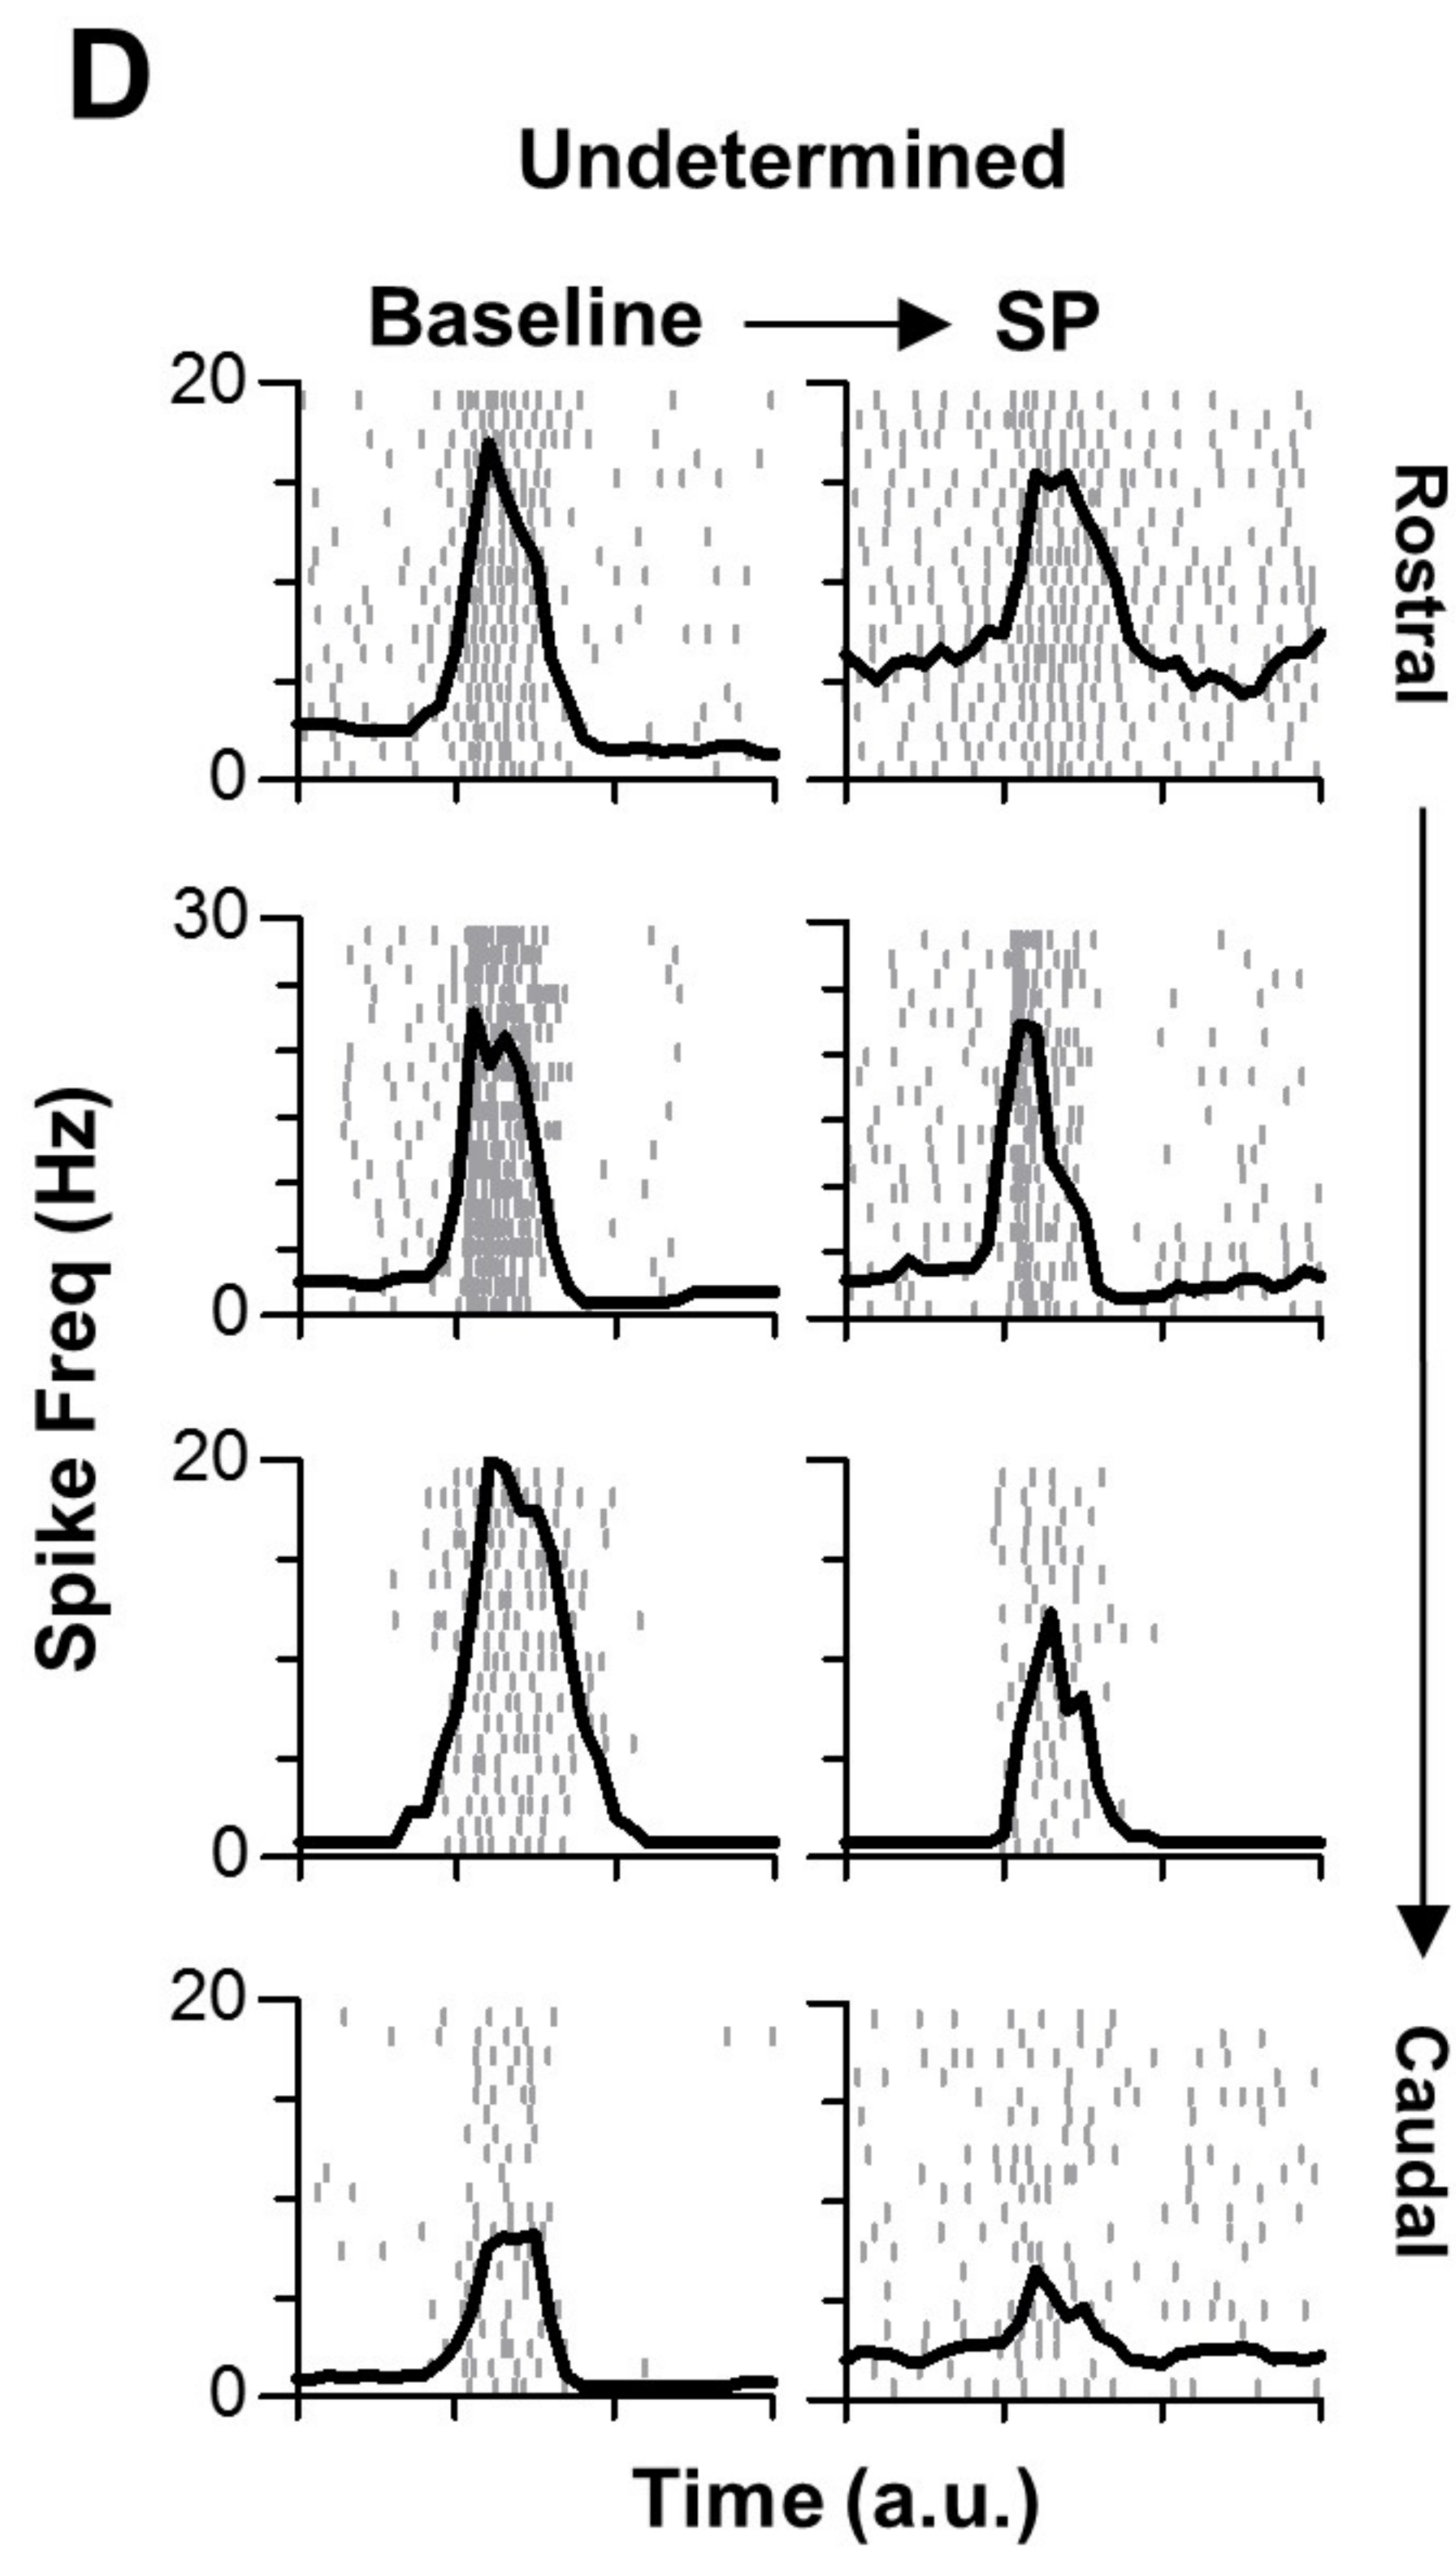 D
Undetermined
Baseline SP
20
0
30
0
20
0
20
0
Spike Freq (Hz)
Time (a.u.)
Rostral
Caudal